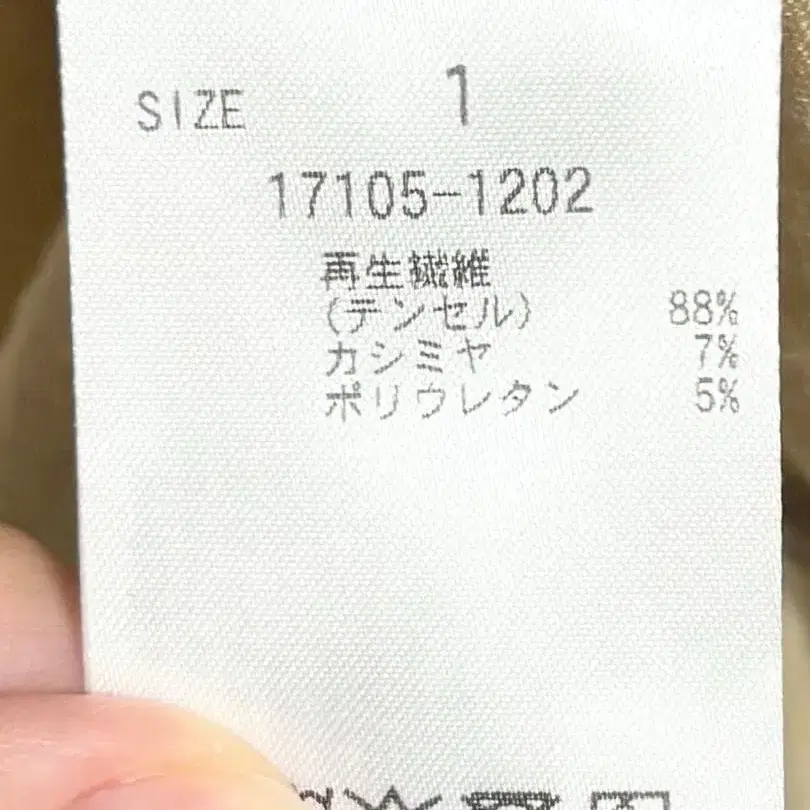 SIZE 1
17105-1202
再生繊維
(テンセル) 88%
カシミヤ 7%
ポリウレタン 5%